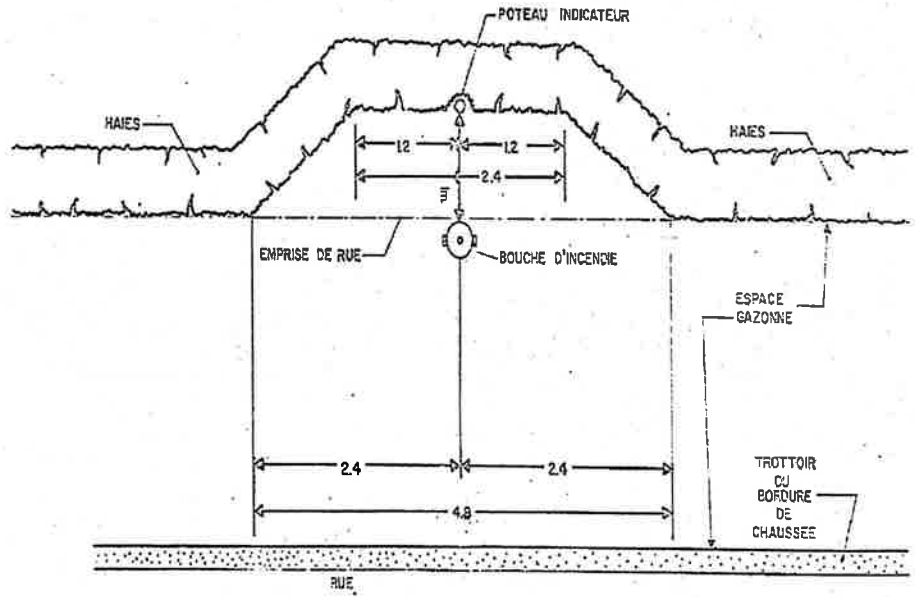 POTEAU INDICATEUR
HAIES
HAIES
1.2
1.2
2.4
1m.
EMPRISE DE RUE
BOUCHE D'INCENDIE
ESPACE
GAZONNE
2.4
2.4
4.8
TROTTOIR
OU
BORDURE
DE
CHAUSSEE
RUE